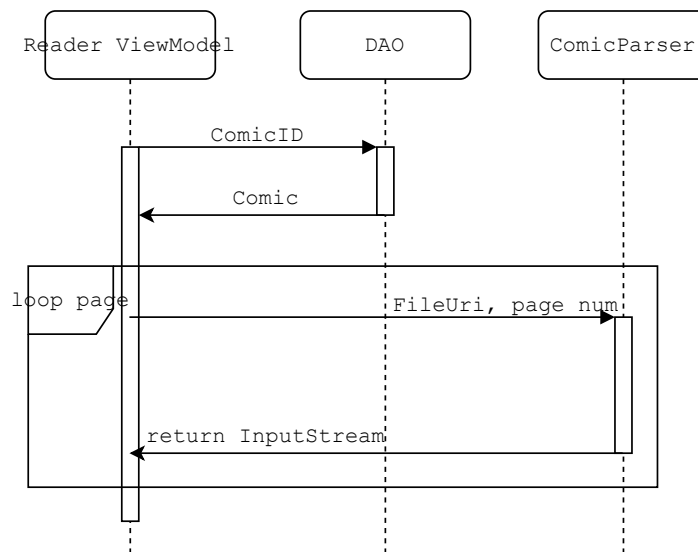 Reader ViewModel
DAO
ComicParser
ComicID
Comic
loop page
FileUri, page num
return InputStream